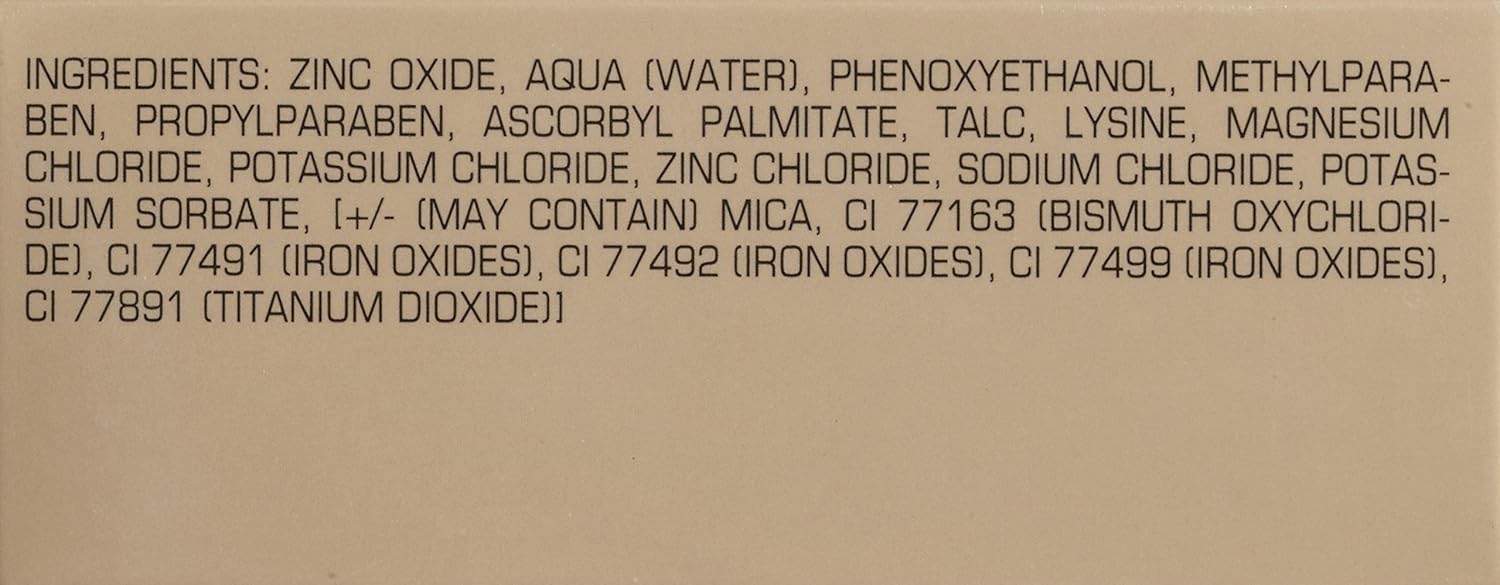 INGREDIENTS: ZINC OXIDE, AQUA (WATER), PHENOXYETHANOL, METHYLPARA-
BEN, PROPYLPARABEN, ASCORBYL PALMITATE, TALC, LYSINE, MAGNESIUM
CHLORIDE, POTASSIUM CHLORIDE, ZINC CHLORIDE, SODIUM CHLORIDE, POTAS-
SIUM SORBATE, [+/- (MAY CONTAIN) MICA, CI 77163 (BISMUTH OXYCHLORI-
DE), CI 77491 (IRON OXIDES), CI 77492 (IRON OXIDES), CI 77499 (IRON OXIDES),
CI 77891 (TITANIUM DIOXIDE)]